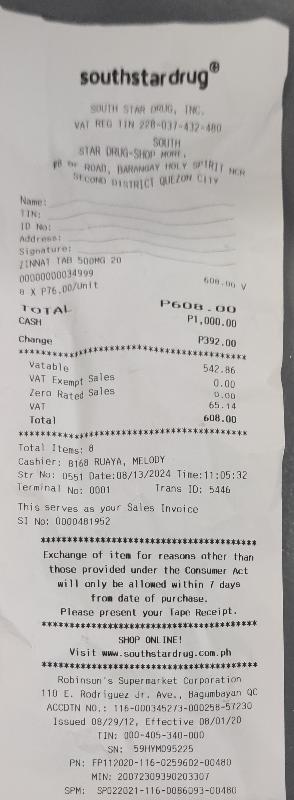 southstardrug®
SOUTH STAR DRUG, INC.
VAT REG TIN 228-037-432-480
SOUTH
STAR DRUG-SHOP MORE,
ROAD, BARANGAY HOLY SPIRIT NCR
SECOND DISTRICT QUEZON CITY
Name:
TIN:
ID No:
Address:
Signature:
ZINNAT TAB 500MG 20
00000000034999 608.00 V
8 X P76.00/Unit
TOTAL P608.00
CASH P1,000.00
Change P392.00
****************************************
Vatable 542.86
VAT Exempt Sales 0.00
Zero Rated Sales 0.00
VAT 65.14
Total 608.00
****************************************
Total Items: 8
Cashier: 8168 RUAYA, MELODY
Str No: 0551 Date:08/13/2024 Time:11:05:32
Terminal No: 0001 Trans ID: 5446
This serves as your Sales Invoice
SI No: 0000481952
****************************************
Exchange of item for reasons other than
those provided under the Consumer Act
will only be allowed within 7 days
from date of purchase.
Please present your Tape Receipt.
****************************************
SHOP ONLINE!
Visit www.southstardrug.com.ph
****************************************
Robinson's Supermarket Corporation
110 E. Rodriguez Jr. Ave., Bagumbayan QC
ACCDTN NO.: 116-000345273-000258-57230
Issued 08/29/12, Effective 08/01/20
TIN: 000-405-340-000
SN: 59HYM095225
PN: FP112020-116-0259602-00480
MIN: 20072309390203307
SPM: SP022021-116-0086093-00480